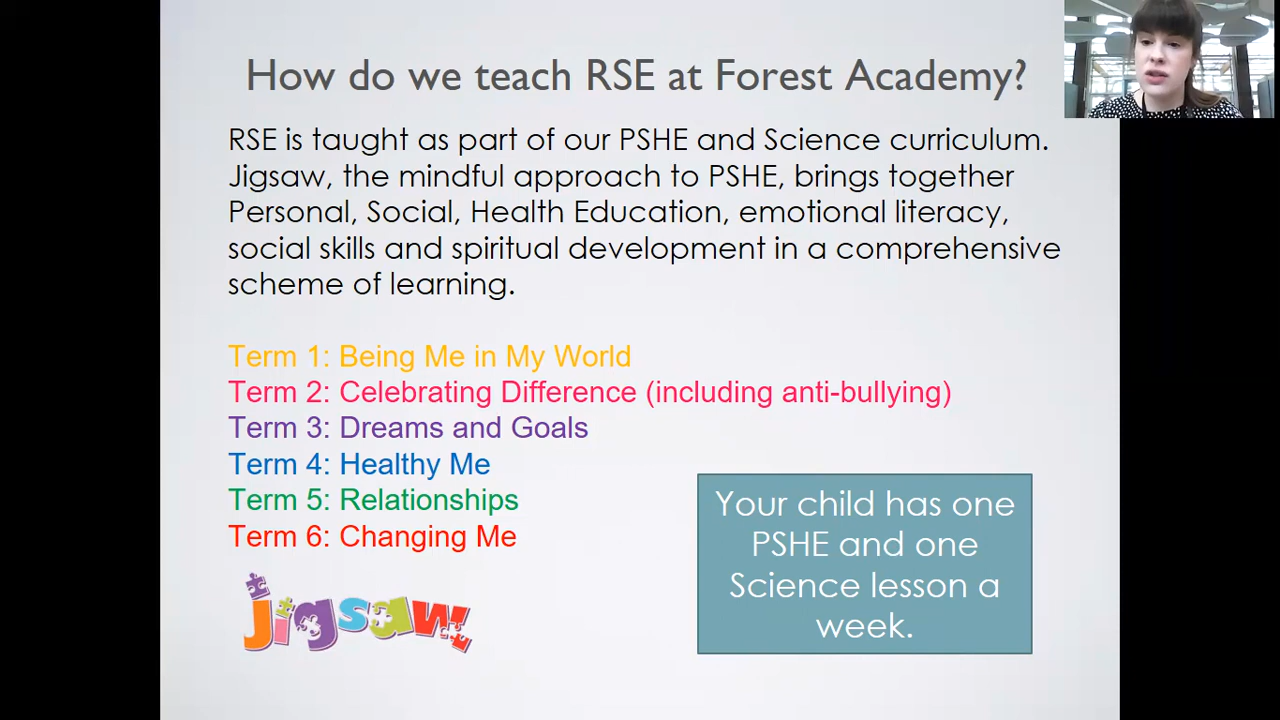 How do we teach RSE at Forest Academy?
RSE is taught as part of our PSHE and Science curriculum.
Jigsaw, the mindful approach to PSHE, brings together
Personal, Social, Health Education, emotional literacy,
social skills and spiritual development in a comprehensive
scheme of learning.
Term 1: Being Me in My World
Term 2: Celebrating Difference (including anti-bullying)
Term 3: Dreams and Goals
Term 4: Healthy Me
Term 5: Relationships
Term 6: Changing Me
Your child has one
PSHE and one
Science lesson a
week.
jigsaw